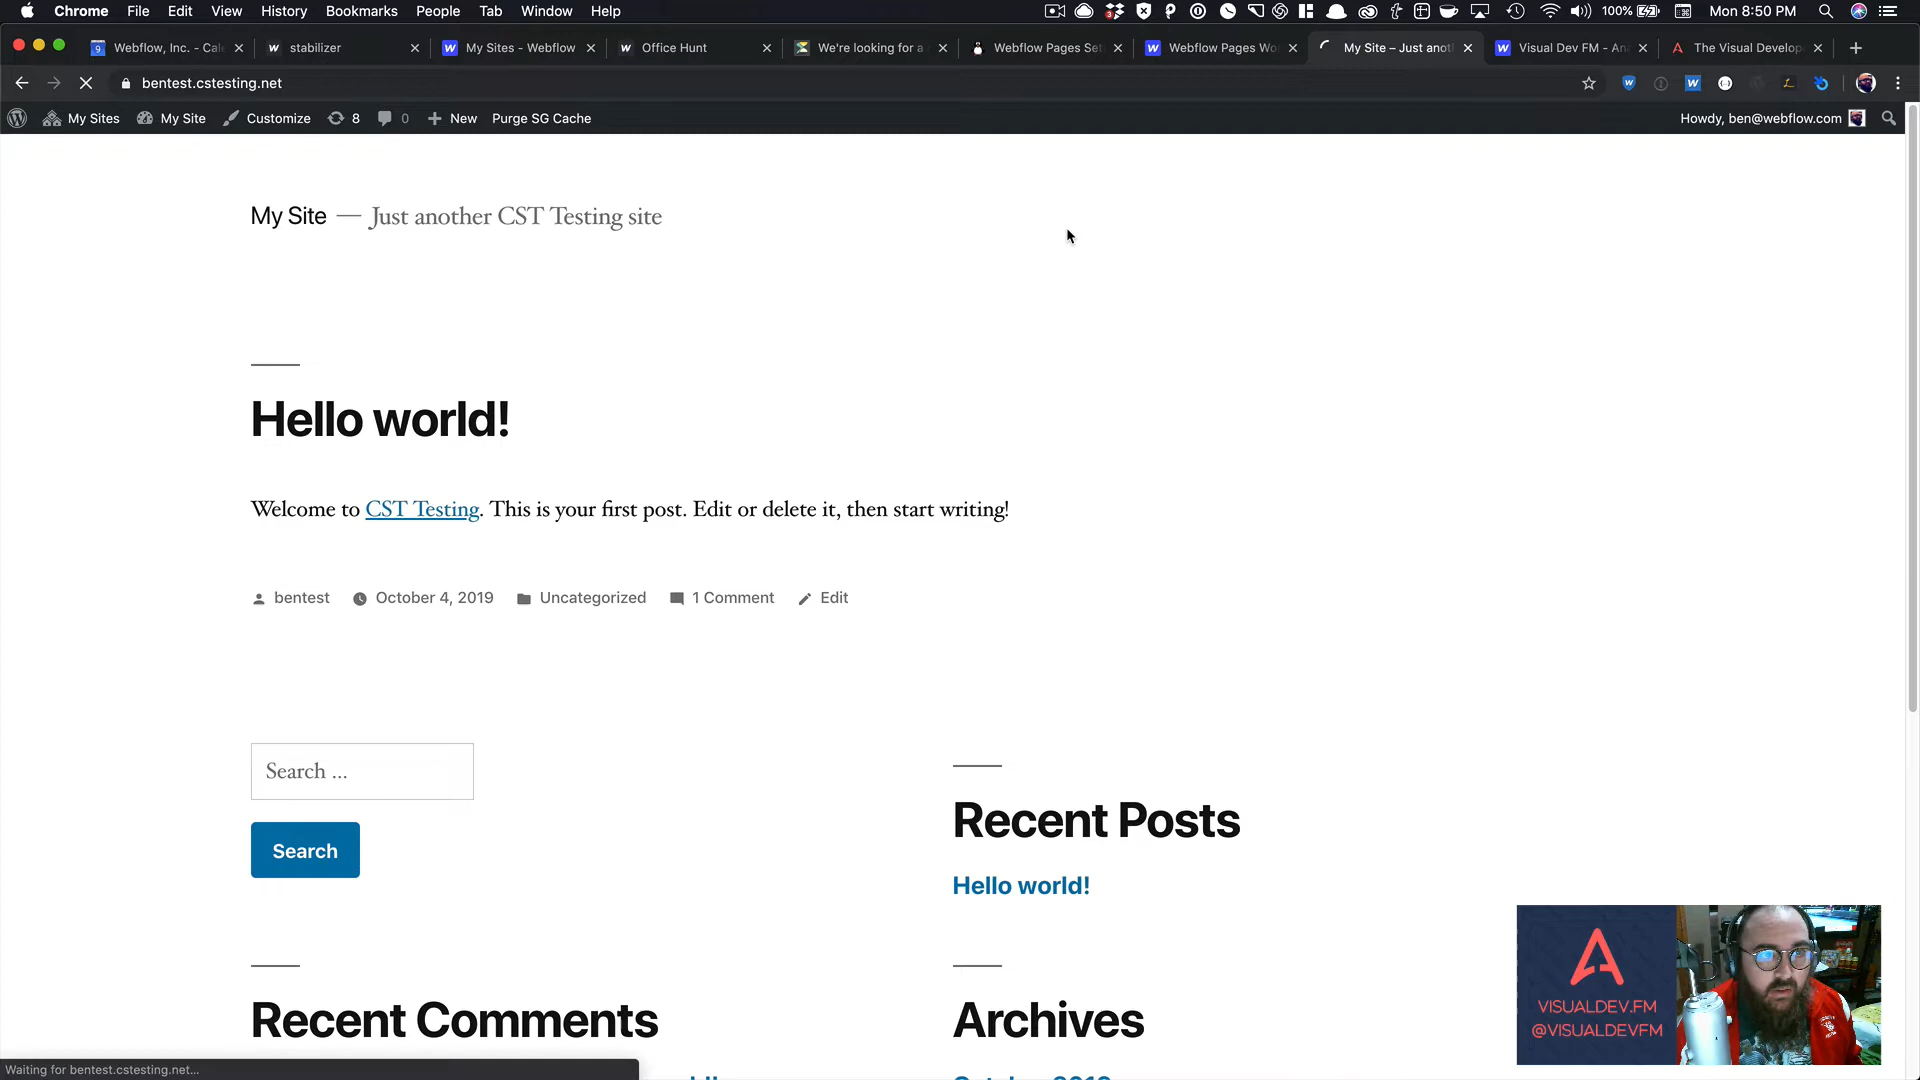 Chrome File Edit View History Bookmarks People Tab Window Help 100% Mon 8:50 PM
Webflow, Inc. - Cal stabilizer My Sites - Webflow Office Hunt We're looking for a Webflow Pages Set Webflow Pages Wo My Site – Just anot Visual Dev FM - An The Visual Develop
bentest.cstesting.net
My Sites My Site Customize 8 0 New Purge SG Cache Howdy, ben@webflow.com
My Site — Just another CST Testing site
Hello world!
Welcome to CST Testing. This is your first post. Edit or delete it, then start writing!
bentest October 4, 2019 Uncategorized 1 Comment Edit
Search ...
Search
Recent Posts
Hello world!
Recent Comments
Archives
VISUALDEV.FM
@VISUALDEVFM
Waiting for bentest.cstesting.net...